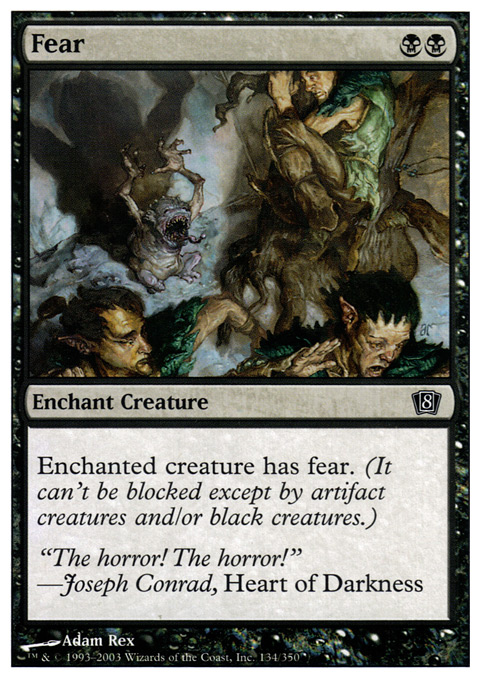 Fear
Enchant Creature
8
Enchanted creature has fear. (It
can't be blocked except by artifact
creatures and/or black creatures.)
“The horror! The horror!”
—Joseph Conrad, Heart of Darkness
Adam Rex
™ & © 1993–2003 Wizards of the Coast, Inc. 134/350